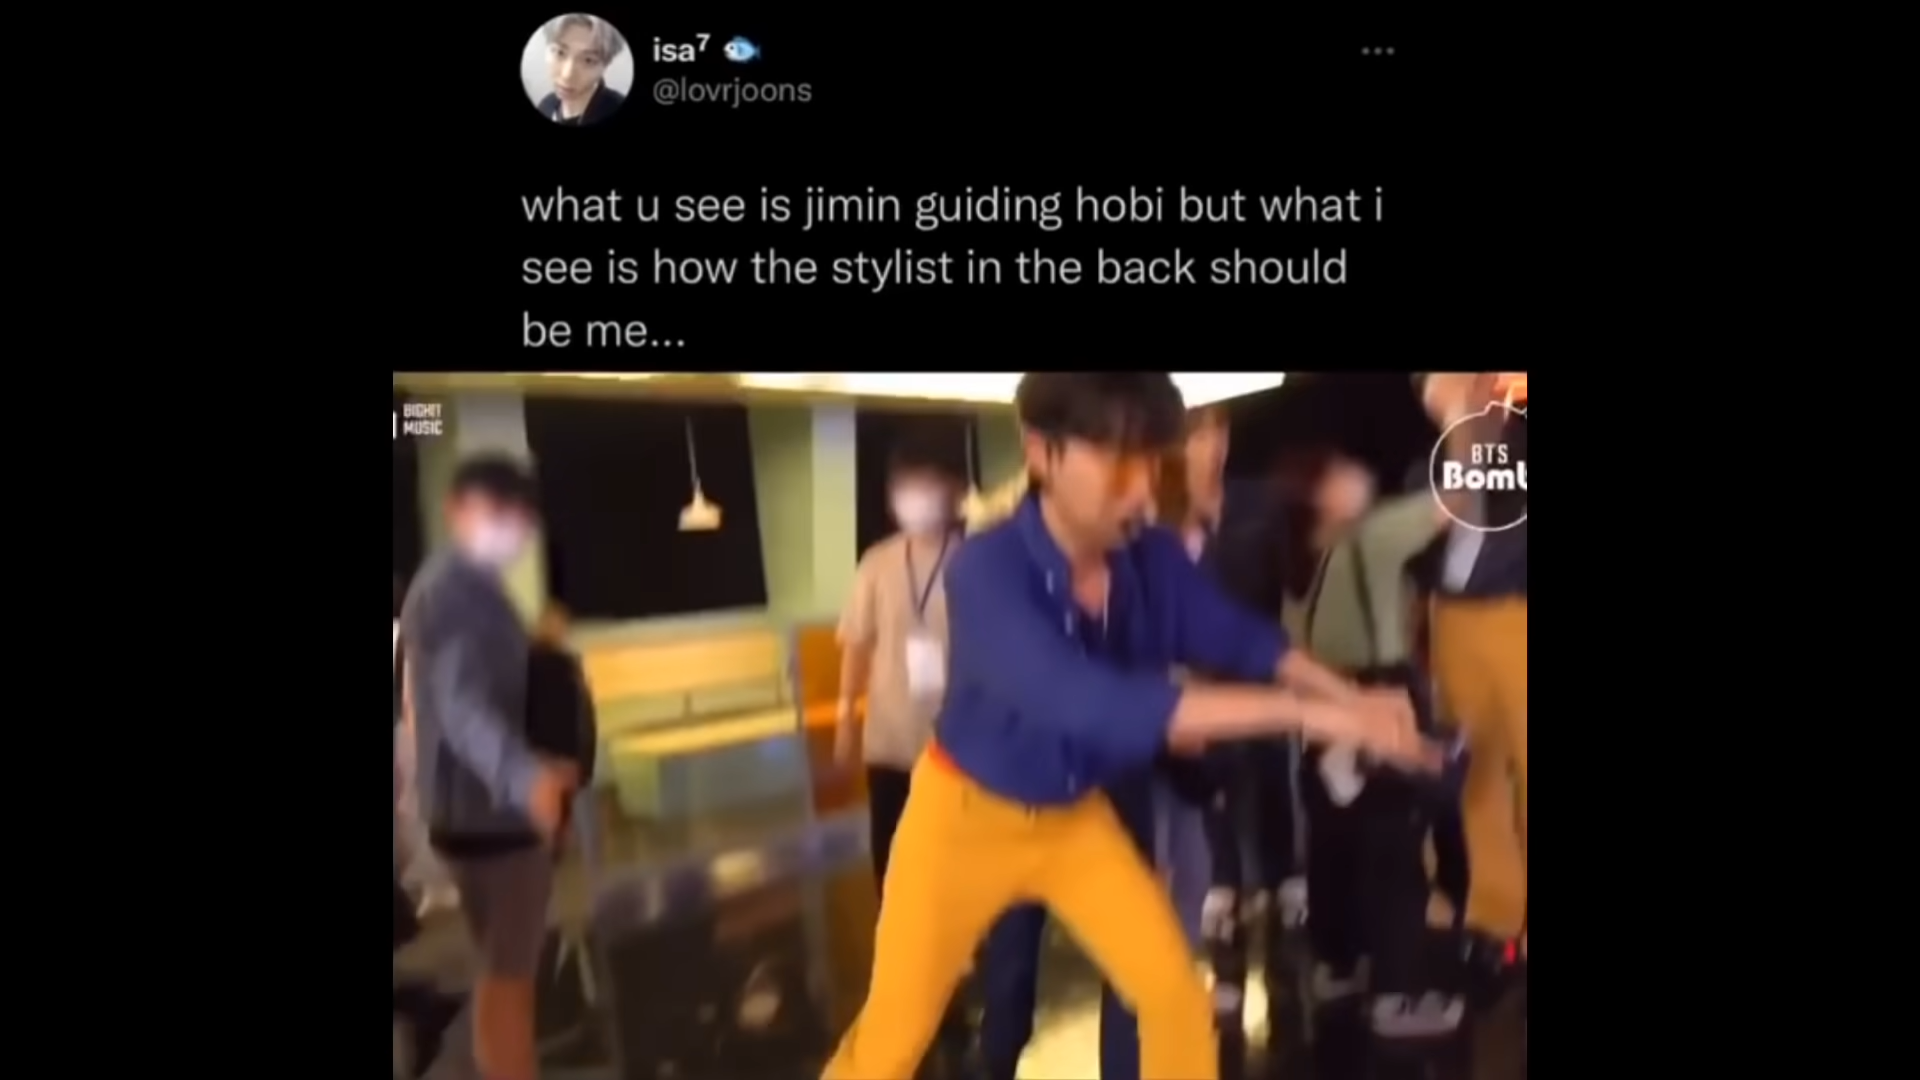 isa⁷ 🐟
@lovrjoons
what u see is jimin guiding hobi but what i
see is how the stylist in the back should
be me...
BIGHIT
MUSIC
BTS
Bomb